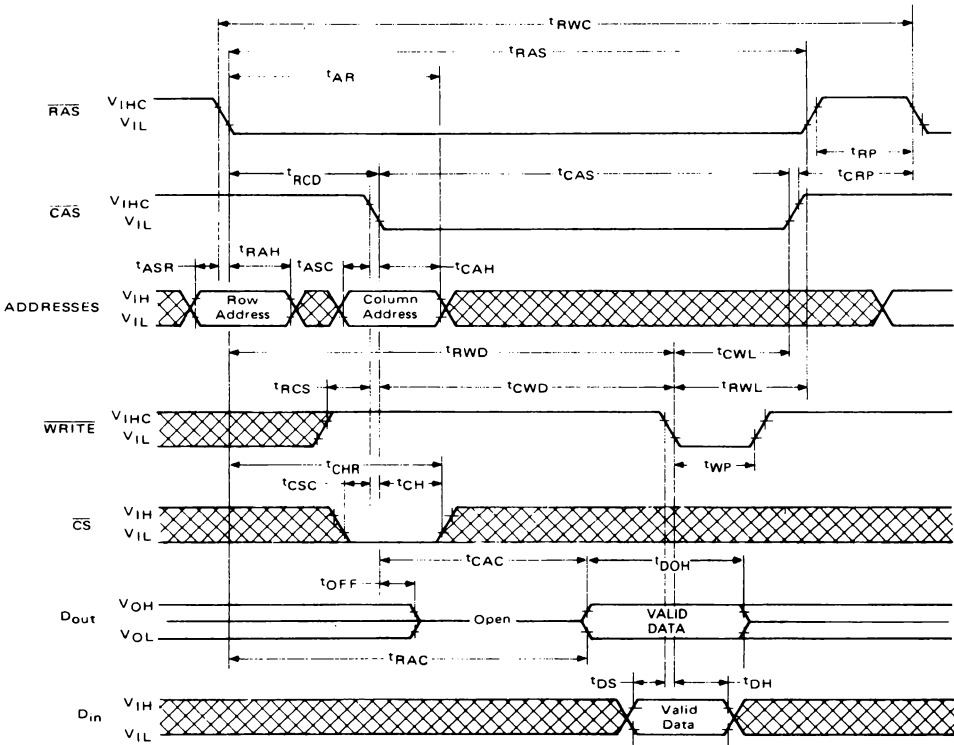 tRWC
tRAS
tAR
RAS VIHC
VIL
tRP
tRCD tCAS tCRP
CAS VIHC
VIL
tASR tRAH tASC tCAH
ADDRESSES VIH Row Address Column Address
VIL
tRWD tCWL
tRCS tCWD tRWL
WRITE VIHC
VIL
tWP
tCHR
tCSC tCH
CS VIH
VIL
tCAC tDOH
tOFF
Dout VOH Open VALID DATA
VOL
tRAC
tDS tDH
Din VIH Valid Data
VIL